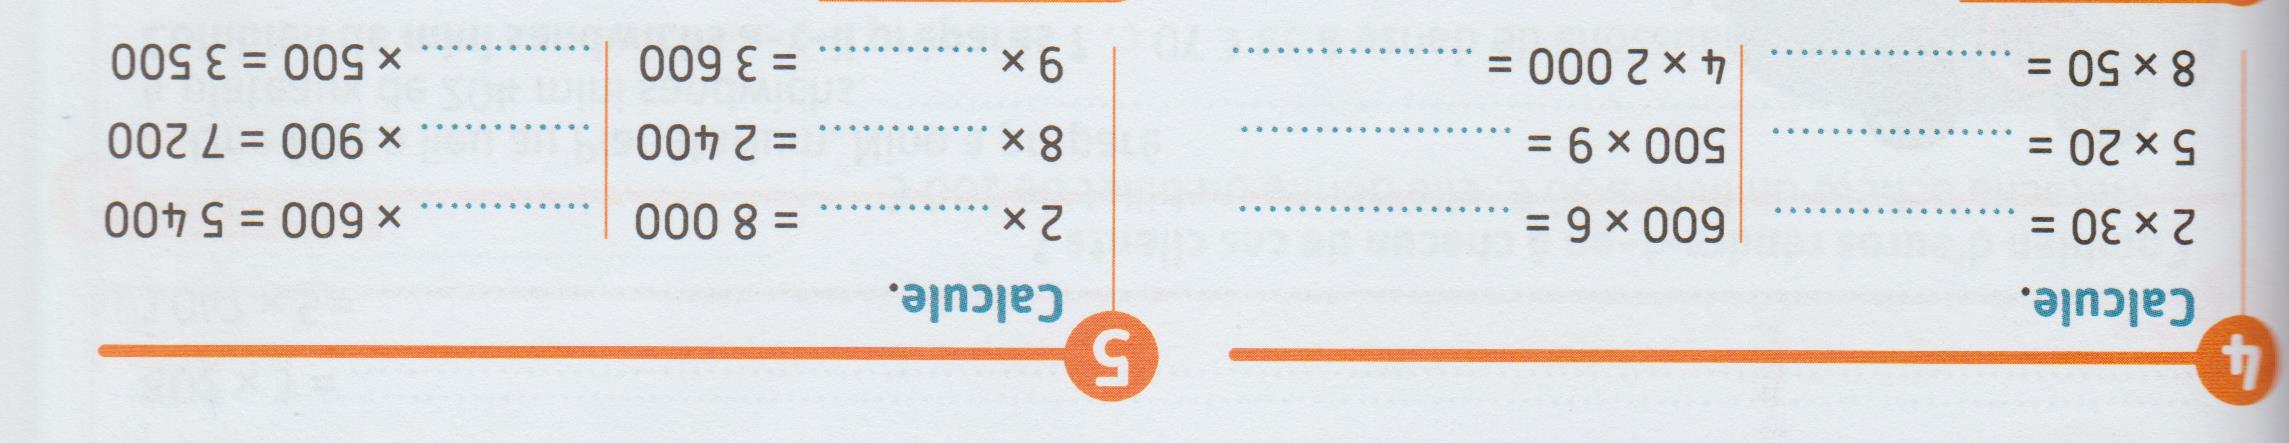 4
Calcule.
2 × 30 = ....................
5 × 20 = ....................
8 × 50 = ....................
600 × 6 = ....................
500 × 9 = ....................
4 × 2 000 = ....................
5
Calcule.
2 × .................... = 8 000
8 × .................... = 2 400
9 × .................... = 3 600
.................... × 600 = 5 400
.................... × 900 = 7 200
.................... × 500 = 3 500